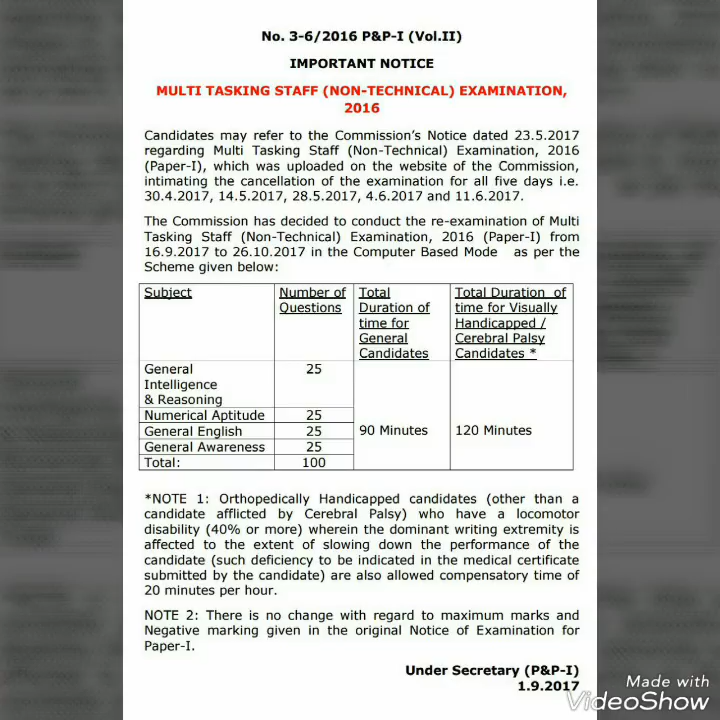 No. 3-6/2016 P&P-I (Vol.II)
IMPORTANT NOTICE
MULTI TASKING STAFF (NON-TECHNICAL) EXAMINATION,
2016
Candidates may refer to the Commission's Notice dated 23.5.2017
regarding Multi Tasking Staff (Non-Technical) Examination, 2016
(Paper-I), which was uploaded on the website of the Commission,
intimating the cancellation of the examination for all five days i.e.
30.4.2017, 14.5.2017, 28.5.2017, 4.6.2017 and 11.6.2017.
The Commission has decided to conduct the re-examination of Multi
Tasking Staff (Non-Technical) Examination, 2016 (Paper-I) from
16.9.2017 to 26.10.2017 in the Computer Based Mode as per the
Scheme given below:
Subject Number of Total Total Duration of
Questions Duration of time for Visually
time for Handicapped /
General Cerebral Palsy
Candidates Candidates *
General 25
Intelligence
& Reasoning
Numerical Aptitude 25
General English 25 90 Minutes 120 Minutes
General Awareness 25
Total: 100
*NOTE 1: Orthopedically Handicapped candidates (other than a
candidate afflicted by Cerebral Palsy) who have a locomotor
disability (40% or more) wherein the dominant writing extremity is
affected to the extent of slowing down the performance of the
candidate (such deficiency to be indicated in the medical certificate
submitted by the candidate) are also allowed compensatory time of
20 minutes per hour.
NOTE 2: There is no change with regard to maximum marks and
Negative marking given in the original Notice of Examination for
Paper-I.
Under Secretary (P&P-I)
1.9.2017
Made with
VideoShow